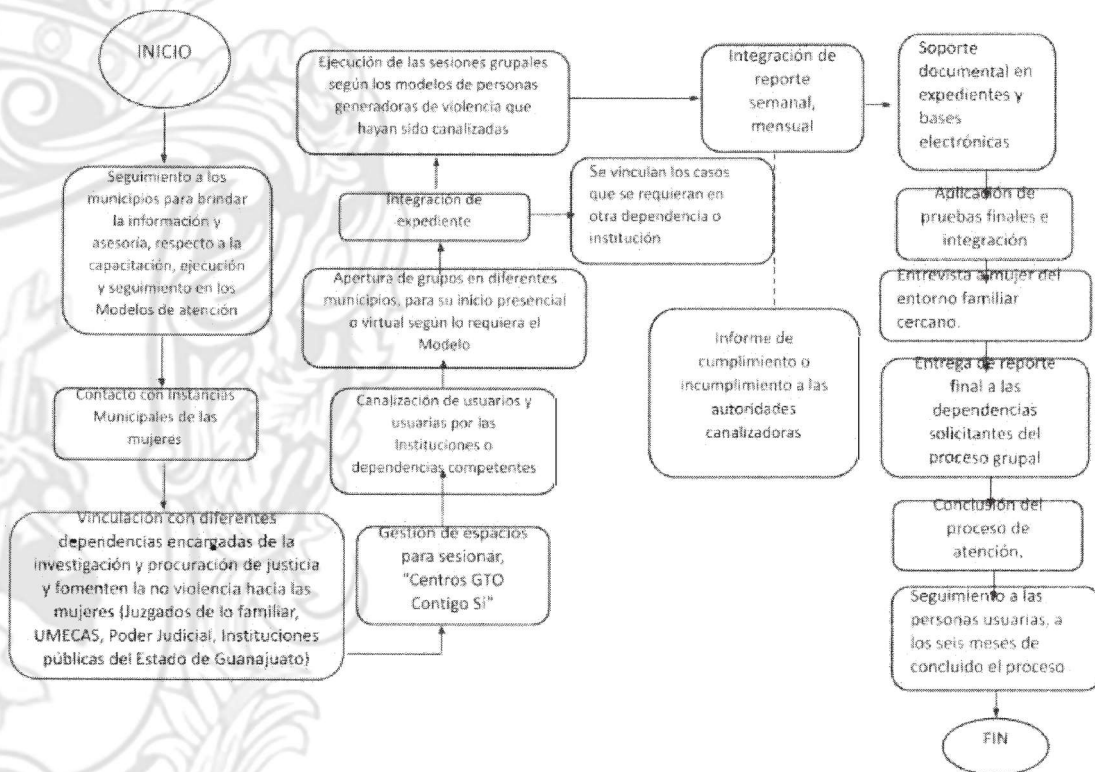 INICIO
Seguimiento a los
municipios para brindar
la información y
asesoría, respecto a la
capacitación, ejecución
y seguimiento en los
Modelos de atención
Contacto con Instancias
Municipales de las
mujeres
Vinculación con diferentes
dependencias encargadas de la
investigación y procuración de justicia
y fomenten la no violencia hacia las
mujeres (Juzgados de lo familiar,
UMECAS, Poder Judicial, Instituciones
públicas del Estado de Guanajuato)
Gestión de espacios
para sesionar,
"Centros GTO
Contigo Sí"
Canalización de usuarios y
usuarias por las
Instituciones o
dependencias competentes
Apertura de grupos en diferentes
municipios, para su inicio presencial
o virtual según lo requiera el
Modelo
Integración de
expediente
Se vinculan los casos
que se requieran en
otra dependencia o
institución
Ejecución de las sesiones grupales
según los modelos de personas
generadoras de violencia que
hayan sido canalizadas
Integración de
reporte
semanal,
mensual
Informe de
cumplimiento o
incumplimiento a las
autoridades
canalizadoras
Soporte
documental en
expedientes y
bases
electrónicas
Aplicación de
pruebas finales e
integración
Entrevista a mujer del
entorno familiar
cercano.
Entrega de reporte
final a las
dependencias
solicitantes del
proceso grupal
Conclusión del
proceso de
atención.
Seguimiento a las
personas usuarias, a
los seis meses de
concluido el proceso
FIN